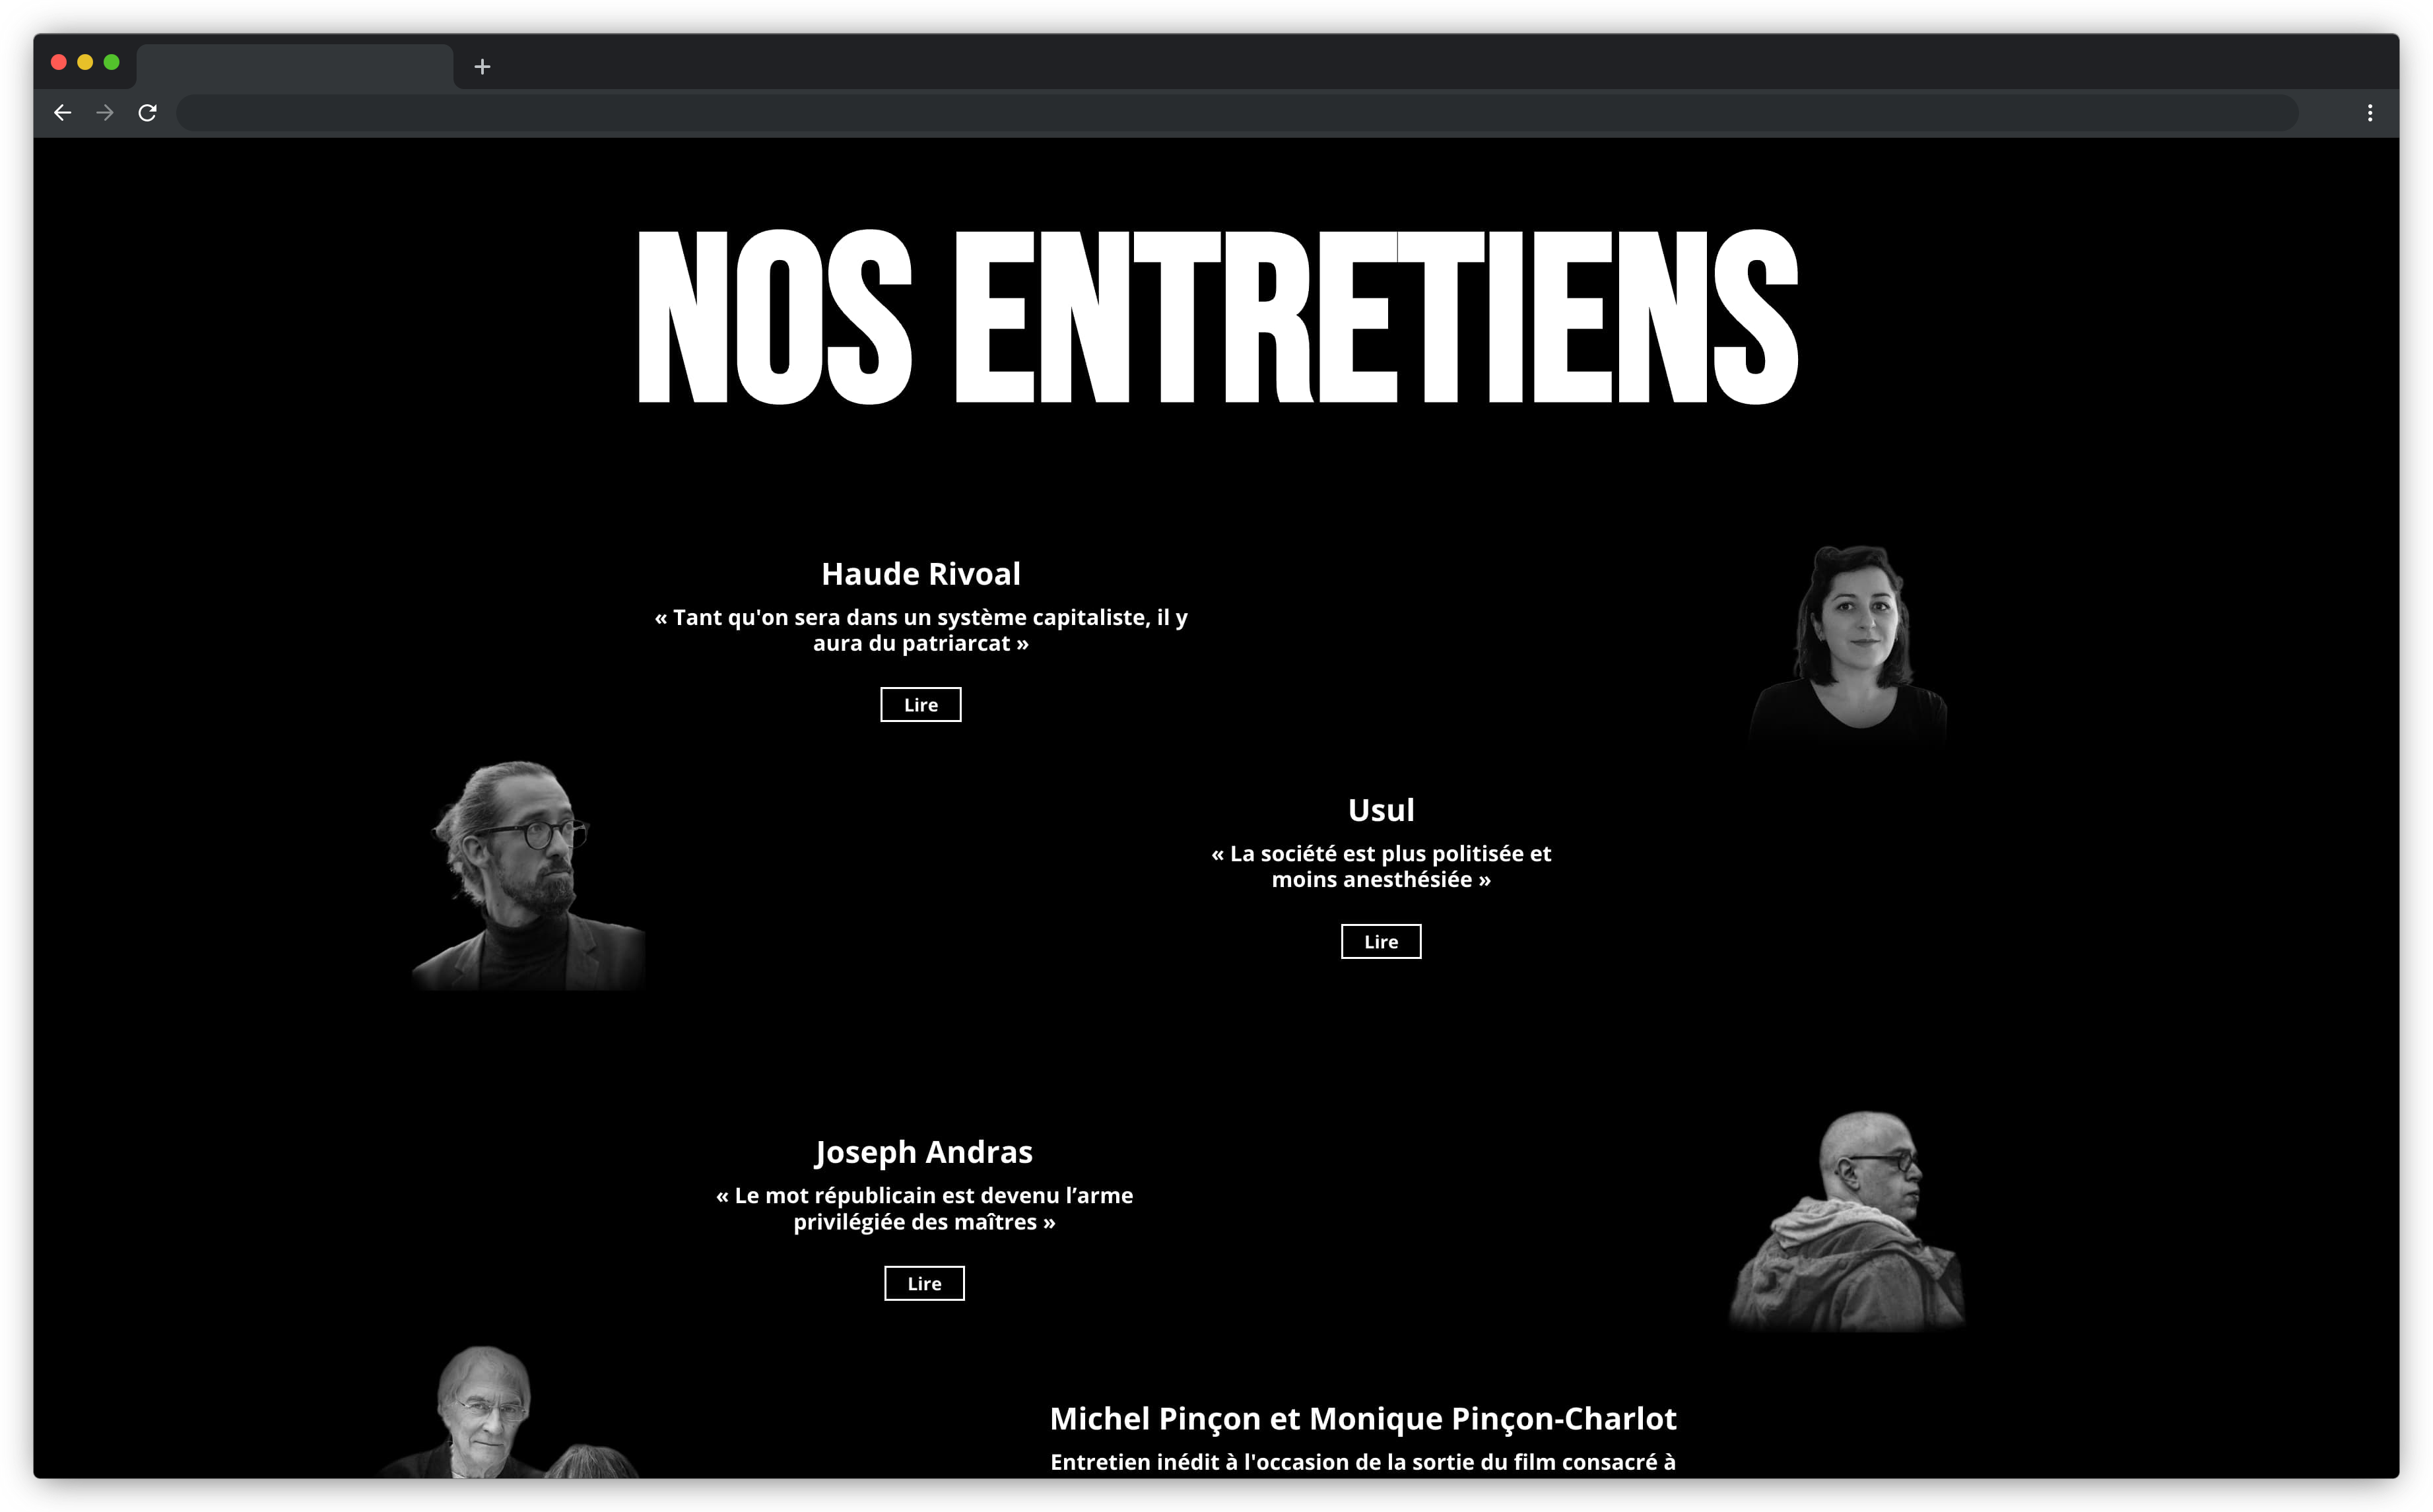 NOS ENTRETIENS
Haude Rivoal
« Tant qu'on sera dans un système capitaliste, il y
aura du patriarcat »
Lire
Usul
« La société est plus politisée et
moins anesthésiée »
Lire
Joseph Andras
« Le mot républicain est devenu l’arme
privilégiée des maîtres »
Lire
Michel Pinçon et Monique Pinçon-Charlot
Entretien inédit à l'occasion de la sortie du film consacré à